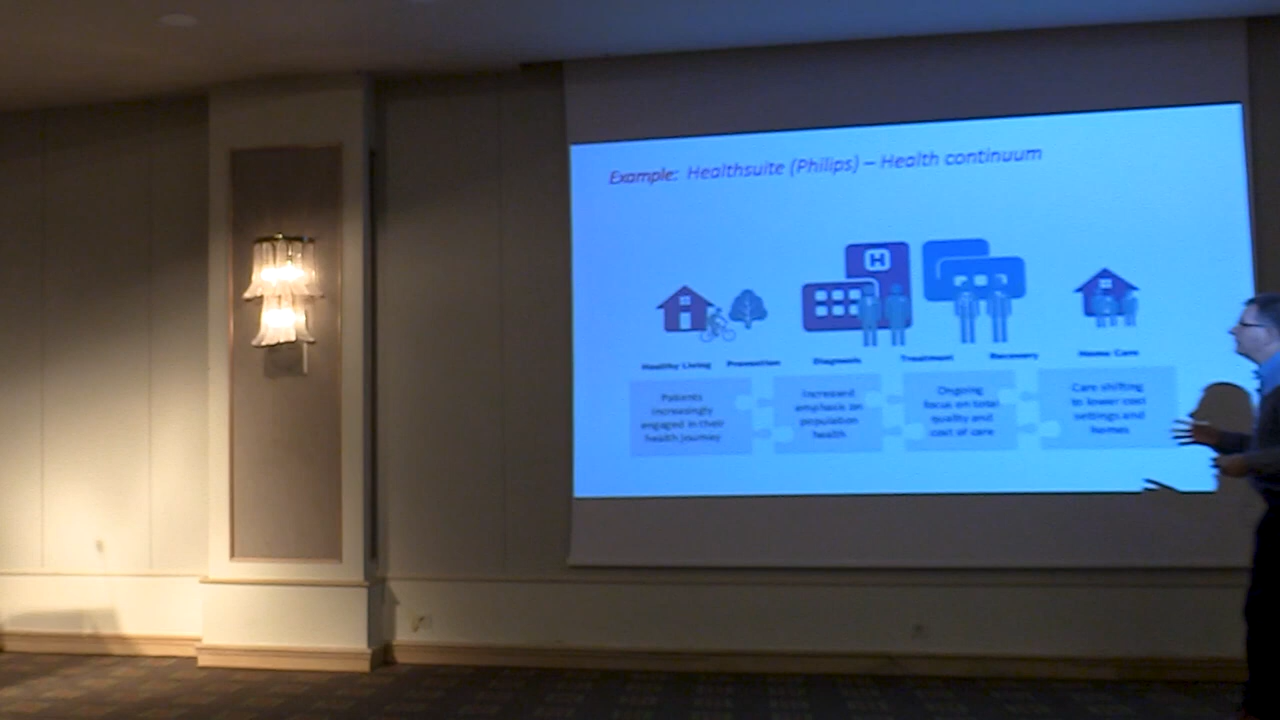 Example: Healthsuite (Philips) – Health continuum
H
Healthy Living Prevention Diagnosis Treatment Recovery Home Care
Patients
increasingly
engaged in their
health journey
Increased
emphasis on
population
health
Ongoing
focus on total
quality and
cost of care
Care shifting
to lower cost
settings and
homes